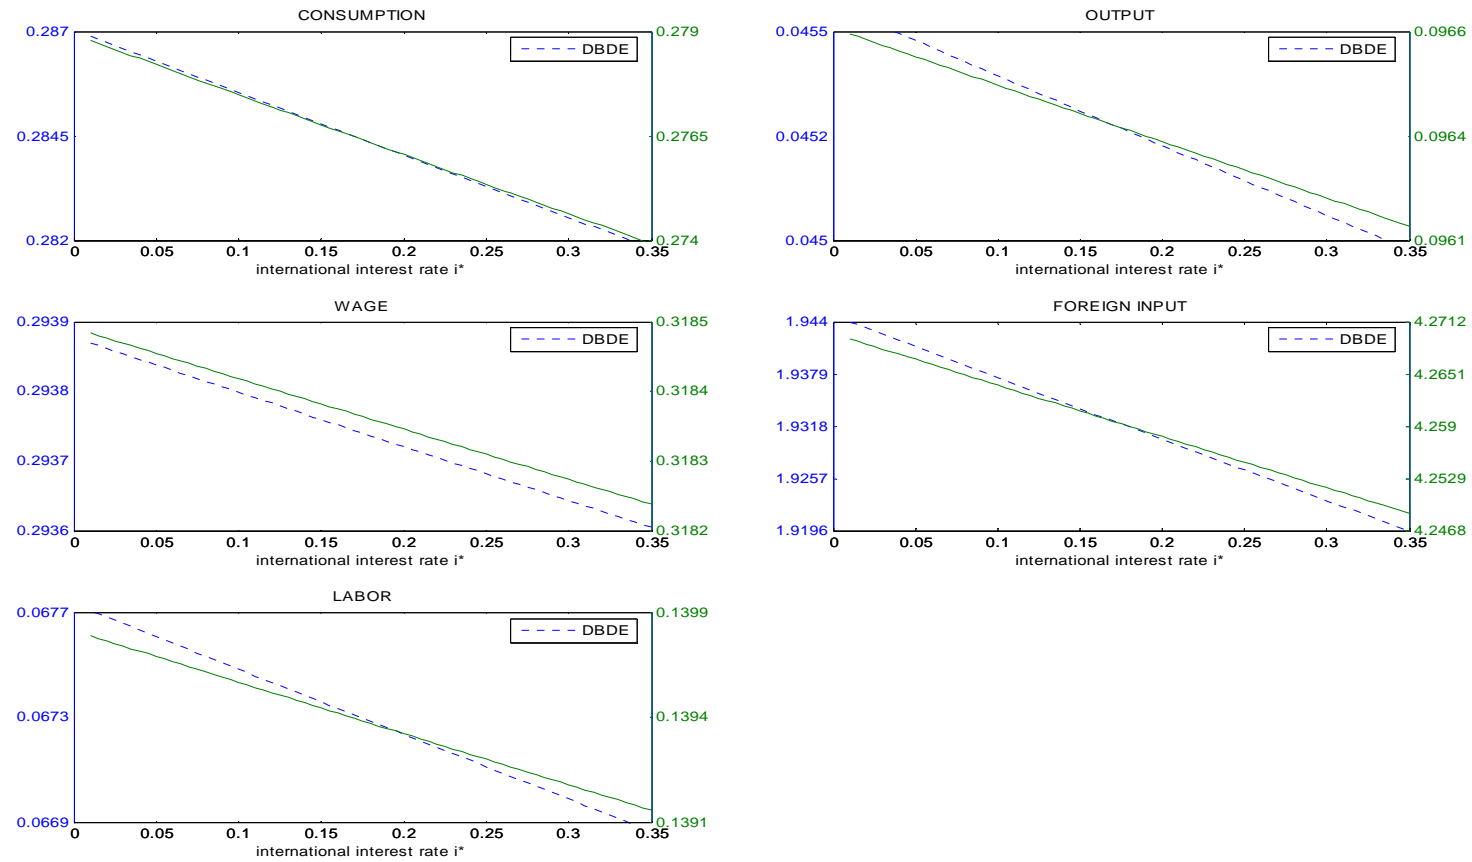 CONSUMPTION
0.287
0.2845
0.282
0.279
0.2765
0.274
DBDE
0 0.05 0.1 0.15 0.2 0.25 0.3 0.35
international interest rate i*
OUTPUT
0.0455
0.0452
0.045
0.0966
0.0964
0.0961
DBDE
0 0.05 0.1 0.15 0.2 0.25 0.3 0.35
international interest rate i*
WAGE
0.2939
0.2938
0.2937
0.2936
0.3185
0.3184
0.3183
0.3182
DBDE
0 0.05 0.1 0.15 0.2 0.25 0.3 0.35
international interest rate i*
FOREIGN INPUT
1.944
1.9379
1.9318
1.9257
1.9196
4.2712
4.2651
4.259
4.2529
4.2468
DBDE
0 0.05 0.1 0.15 0.2 0.25 0.3 0.35
international interest rate i*
LABOR
0.0677
0.0673
0.0669
0.1399
0.1394
0.1391
DBDE
0 0.05 0.1 0.15 0.2 0.25 0.3 0.35
international interest rate i*